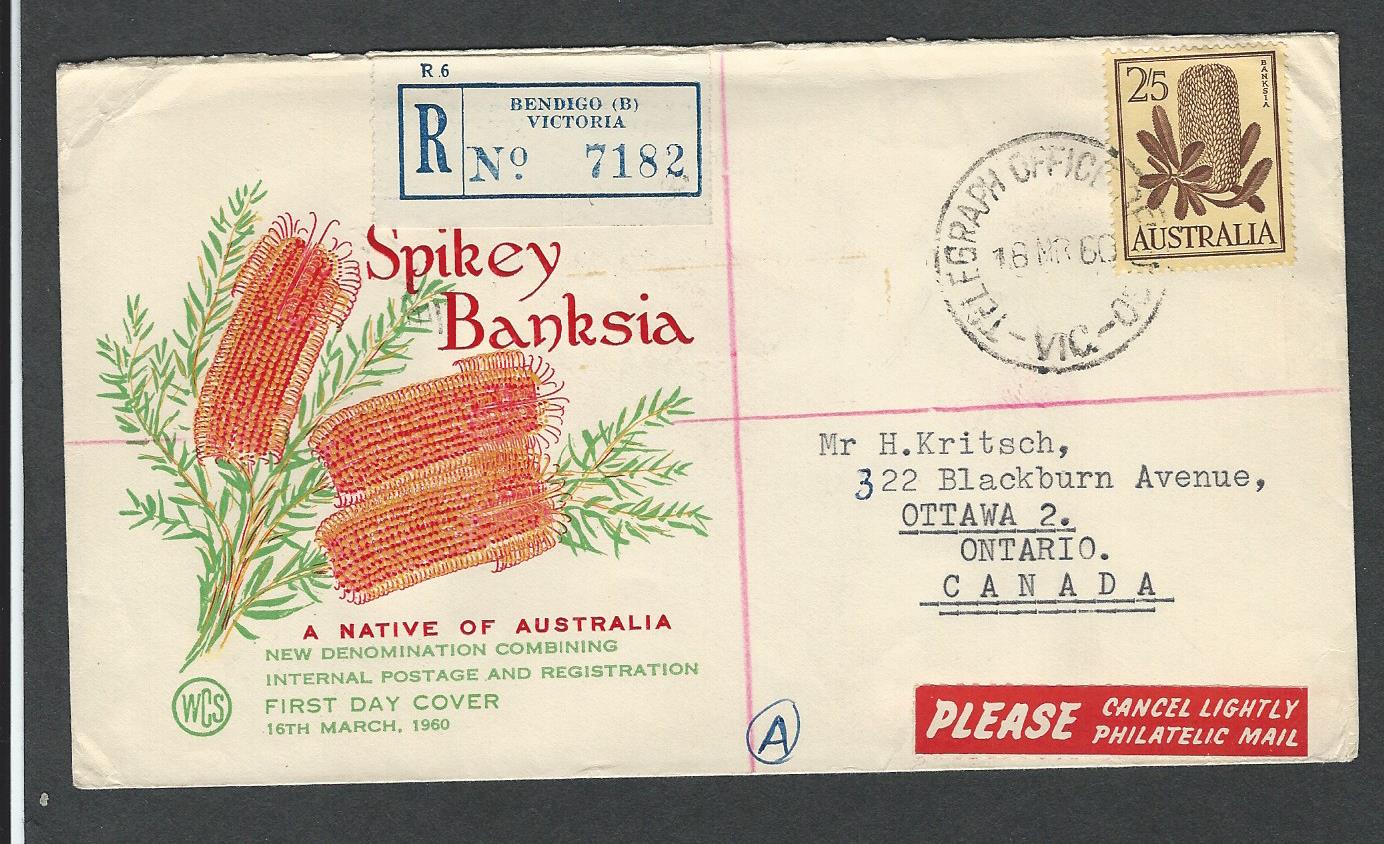 R.6
R
BENDIGO (B)
VICTORIA
No 7182
2/5
BANKSIA
AUSTRALIA
TELEGRAPH OFFICE
16 MR 60
-VIC-
Spikey
Banksia
Mr H.Kritsch,
322 Blackburn Avenue,
OTTAWA 2.
ONTARIO.
CANADA
A NATIVE OF AUSTRALIA
NEW DENOMINATION COMBINING
INTERNAL POSTAGE AND REGISTRATION
FIRST DAY COVER
16TH MARCH, 1960
WCS
A
PLEASE CANCEL LIGHTLY
PHILATELIC MAIL